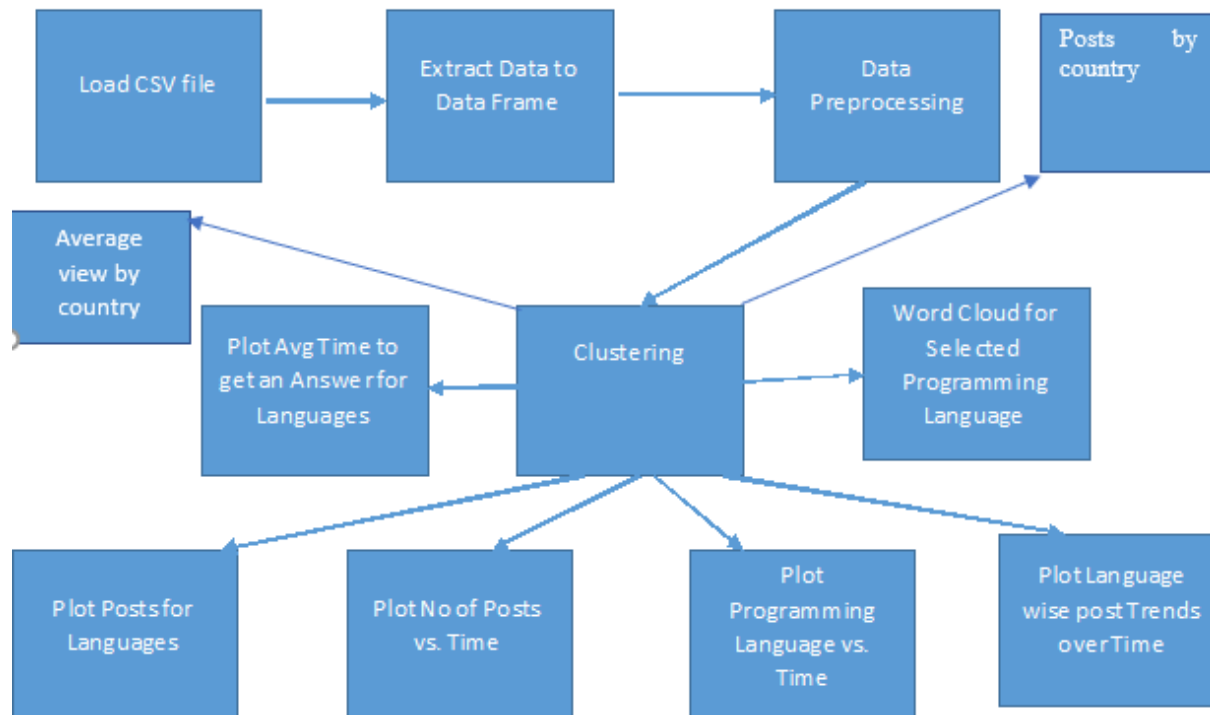 Load CSV file
Extract Data to
Data Frame
Data
Preprocessing
Posts by
country
Average
view by
country
Plot Avg Time to
get an Answer for
Languages
Clustering
Word Cloud for
Selected
Programming
Language
Plot Posts for
Languages
Plot No of Posts
vs. Time
Plot
Programming
Language vs.
Time
Plot Language
wise post Trends
over Time